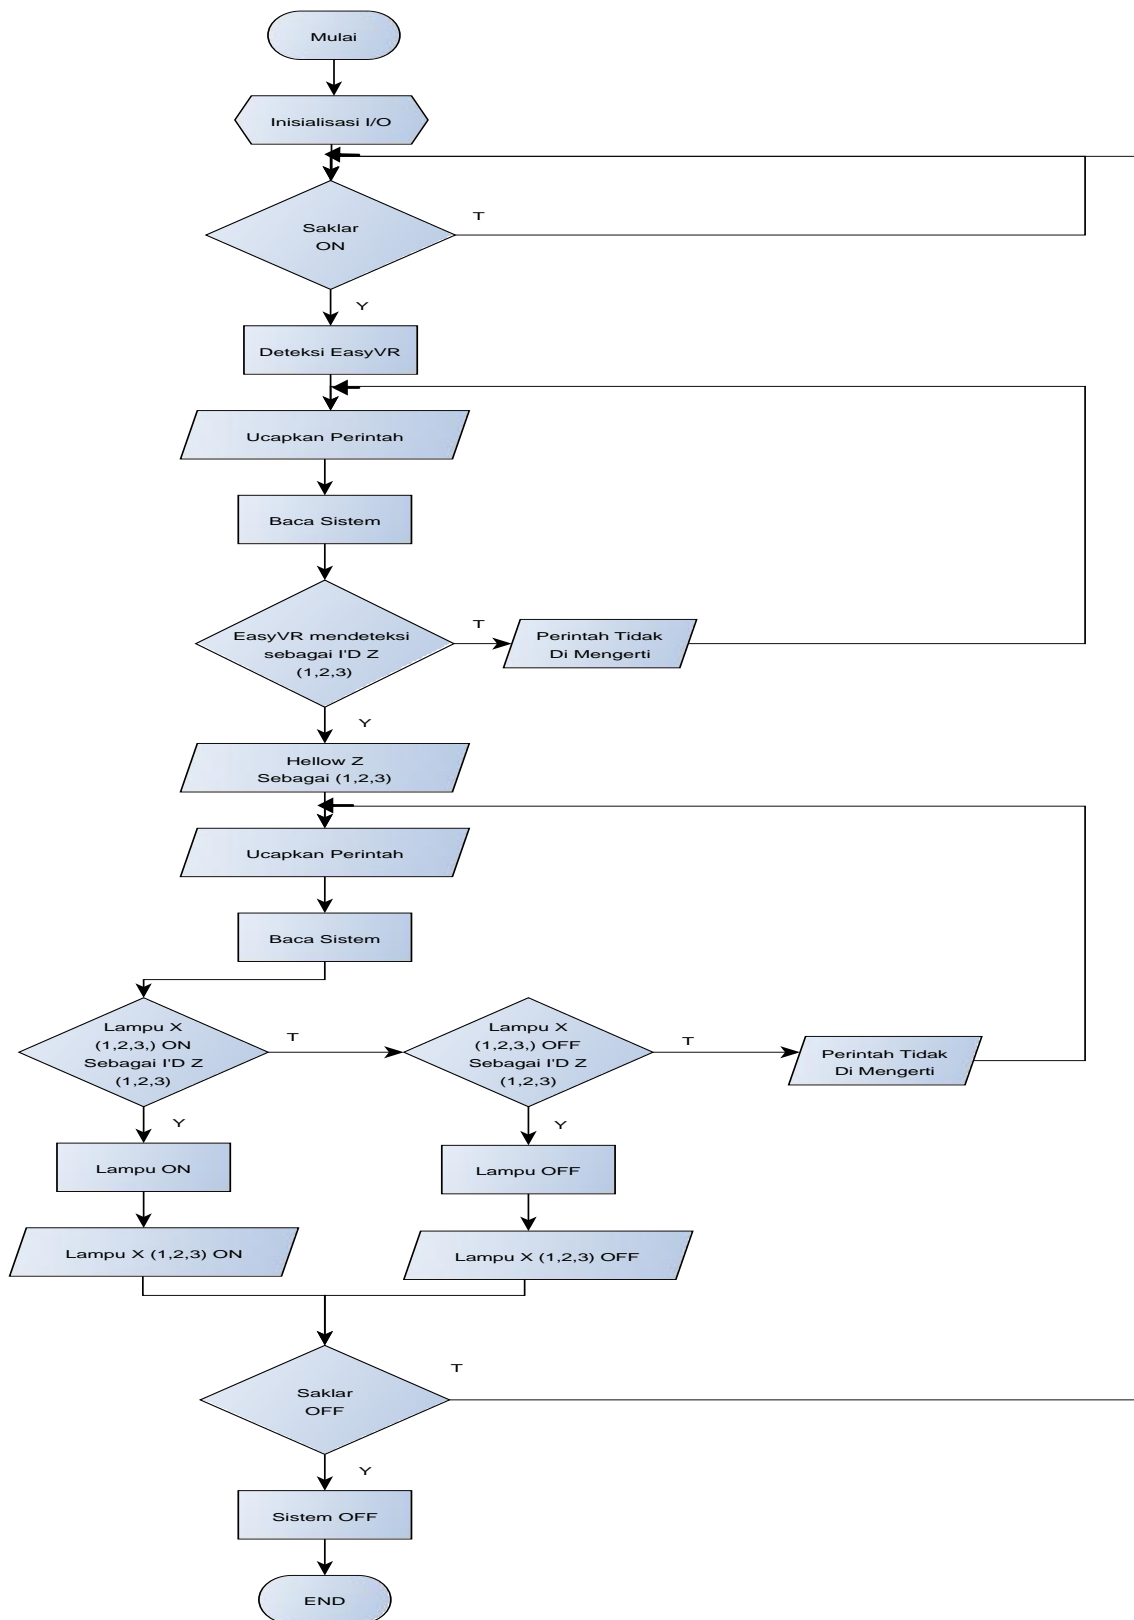 Mulai
Inisialisasi I/O
Saklar
ON
T
Y
Deteksi EasyVR
Ucapkan Perintah
Baca Sistem
EasyVR mendeteksi
sebagai I'D Z
(1,2,3)
T
Perintah Tidak
Di Mengerti
Y
Hellow Z
Sebagai (1,2,3)
Ucapkan Perintah
Baca Sistem
Lampu X
(1,2,3,) ON
Sebagai I'D Z
(1,2,3)
T
Lampu X
(1,2,3,) OFF
Sebagai I'D Z
(1,2,3)
T
Perintah Tidak
Di Mengerti
Y
Y
Lampu ON
Lampu OFF
Lampu X (1,2,3) ON
Lampu X (1,2,3) OFF
Saklar
OFF
T
Y
Sistem OFF
END